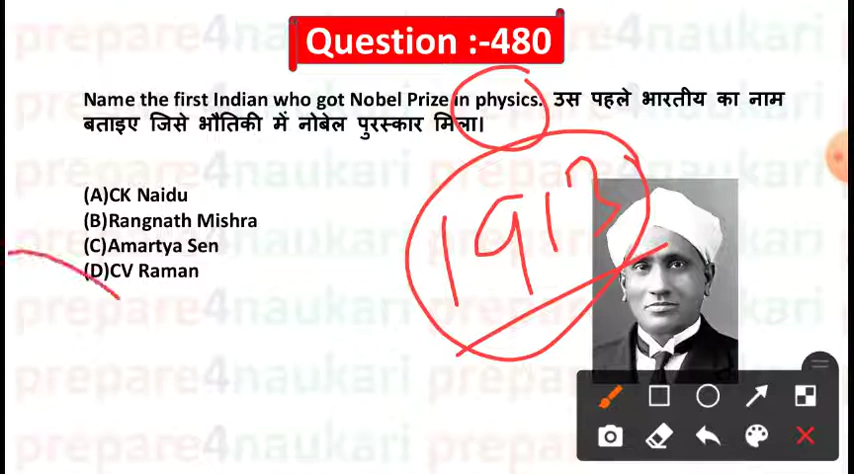 Question :-480
Name the first Indian who got Nobel Prize in physics. उस पहले भारतीय का नाम
बताइए जिसे भौतिकी में नोबेल पुरस्कार मिला।
(A)CK Naidu
(B)Rangnath Mishra
(C)Amartya Sen
(D)CV Raman
1913
prepare4naukari